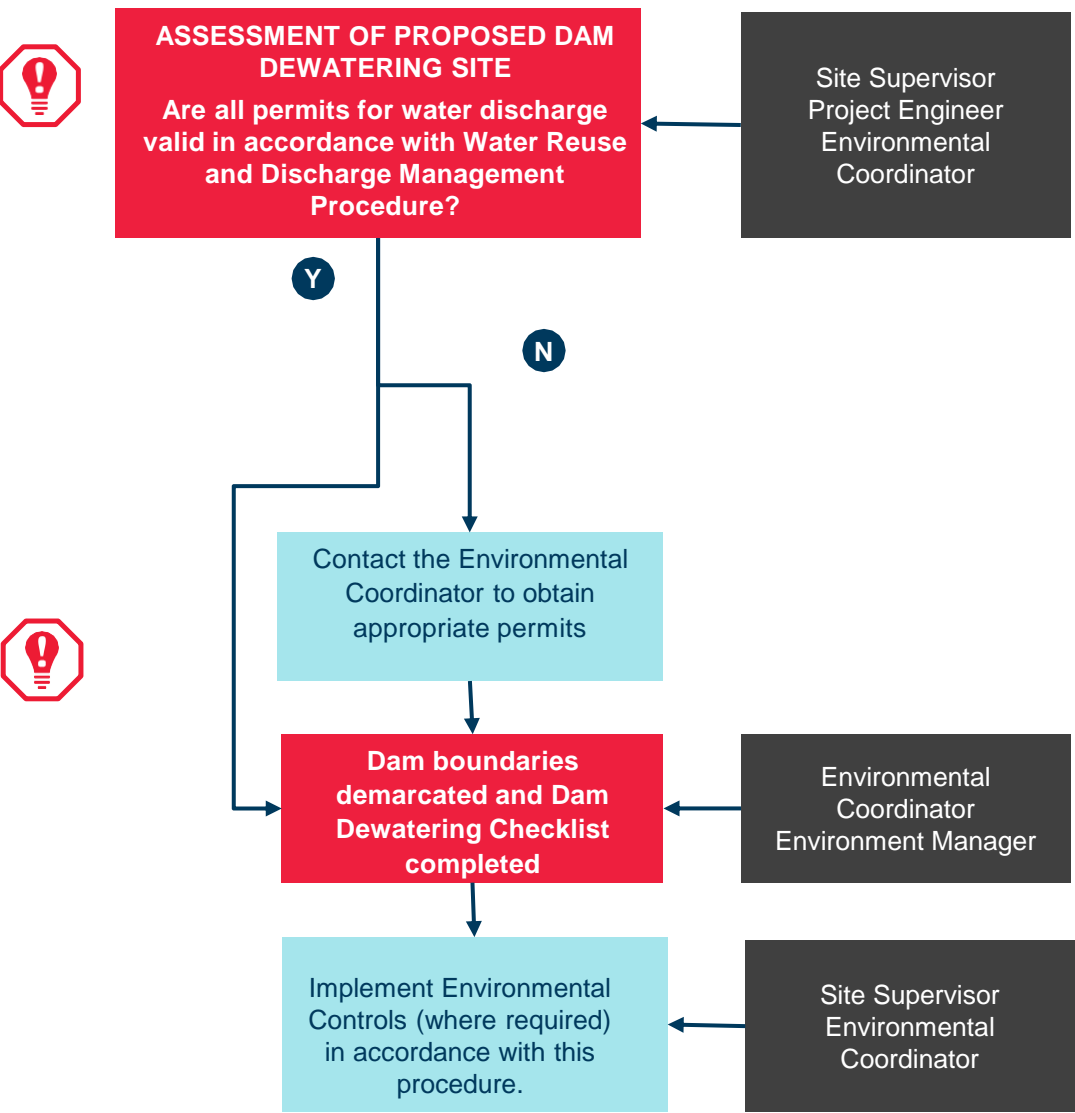 ASSESSMENT OF PROPOSED DAM
DEWATERING SITE
Are all permits for water discharge
valid in accordance with Water Reuse
and Discharge Management
Procedure?
Site Supervisor
Project Engineer
Environmental
Coordinator
Y
N
Contact the Environmental
Coordinator to obtain
appropriate permits
Dam boundaries
demarcated and Dam
Dewatering Checklist
completed
Environmental
Coordinator
Environment Manager
Implement Environmental
Controls (where required)
in accordance with this
procedure.
Site Supervisor
Environmental
Coordinator